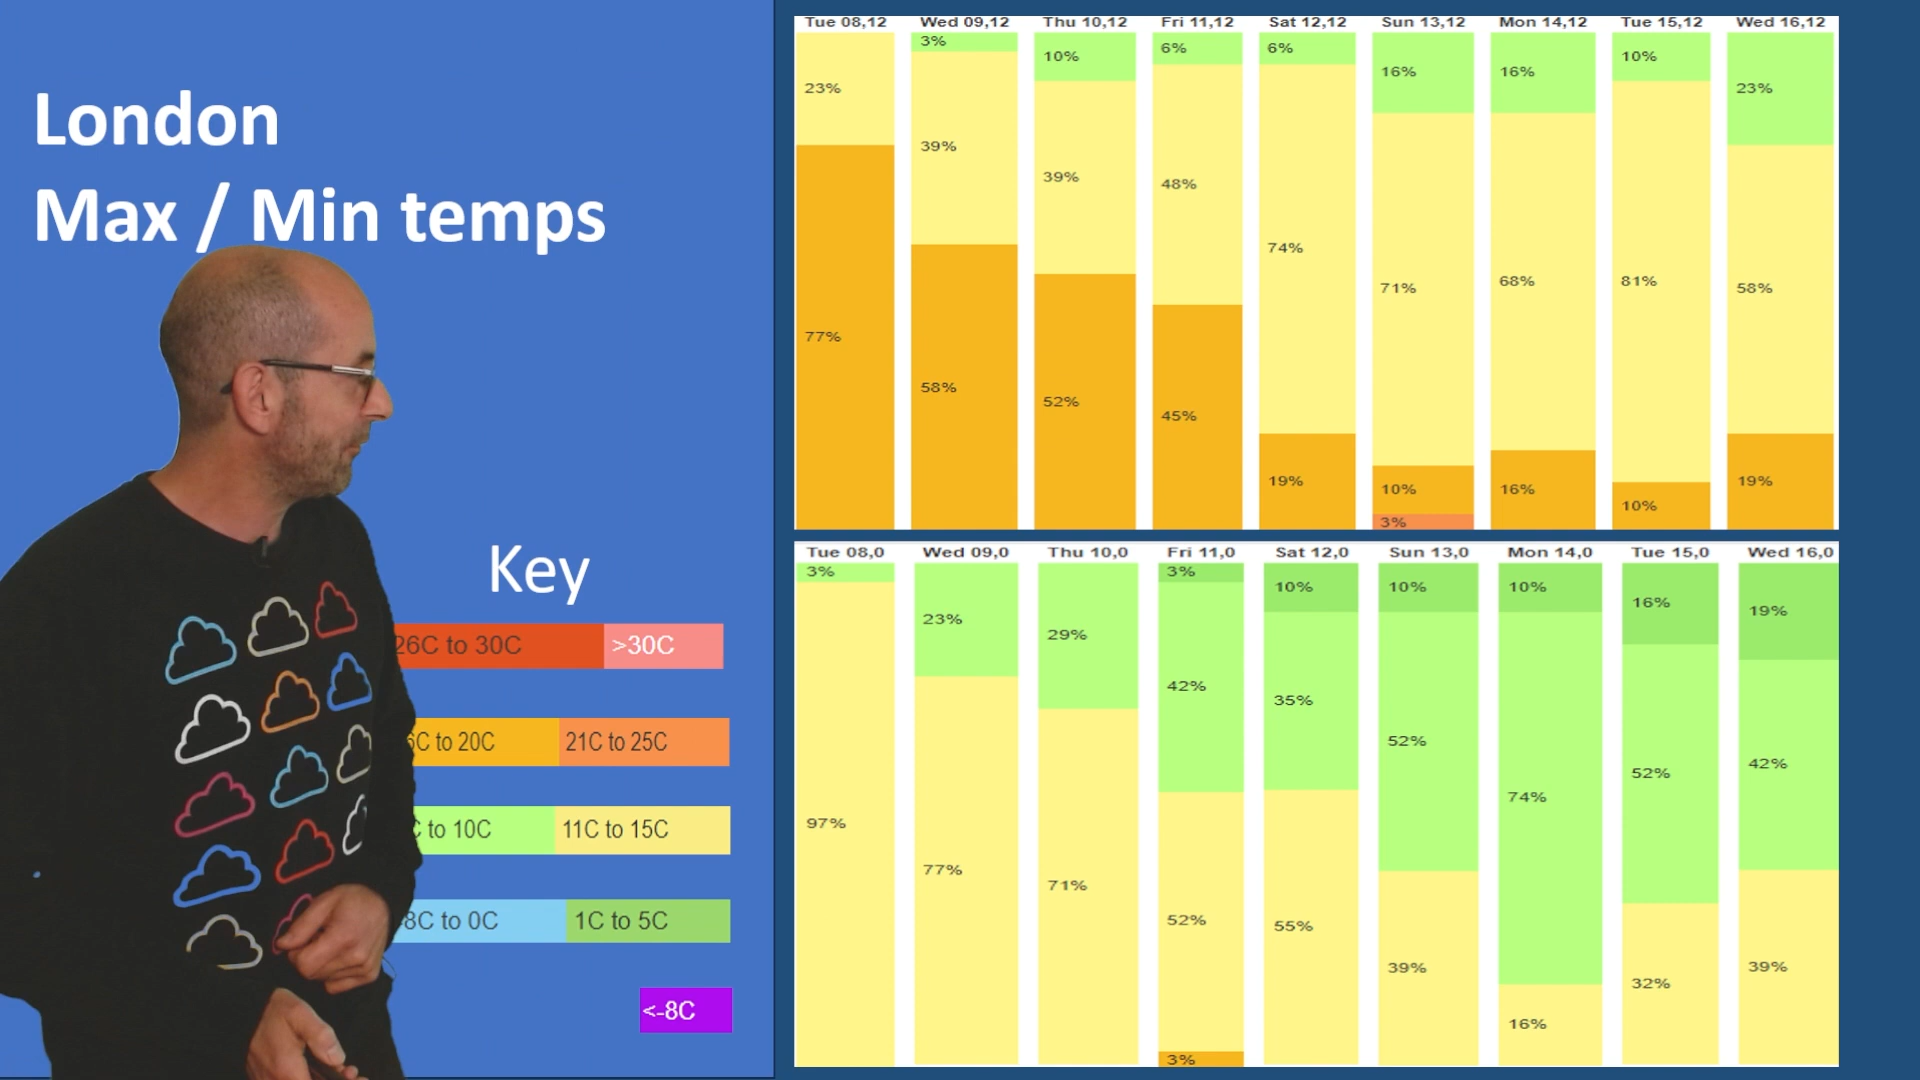 London
Max / Min temps
Key
26C to 30C >30C
6C to 20C 21C to 25C
C to 10C 11C to 15C
8C to 0C 1C to 5C
<-8C
Tue 08,12 Wed 09,12 Thu 10,12 Fri 11,12 Sat 12,12 Sun 13,12 Mon 14,12 Tue 15,12 Wed 16,12
23% 3% 10% 6% 6% 16% 16% 10% 23%
77% 39% 39% 48% 74% 71% 68% 81% 58%
58% 52% 45% 19% 10% 16% 10% 19%
3%
Tue 08,0 Wed 09,0 Thu 10,0 Fri 11,0 Sat 12,0 Sun 13,0 Mon 14,0 Tue 15,0 Wed 16,0
3% 23% 29% 3% 10% 10% 10% 16% 19%
97% 77% 71% 42% 35% 52% 74% 52% 42%
52% 55% 39% 16% 32% 39%
3%